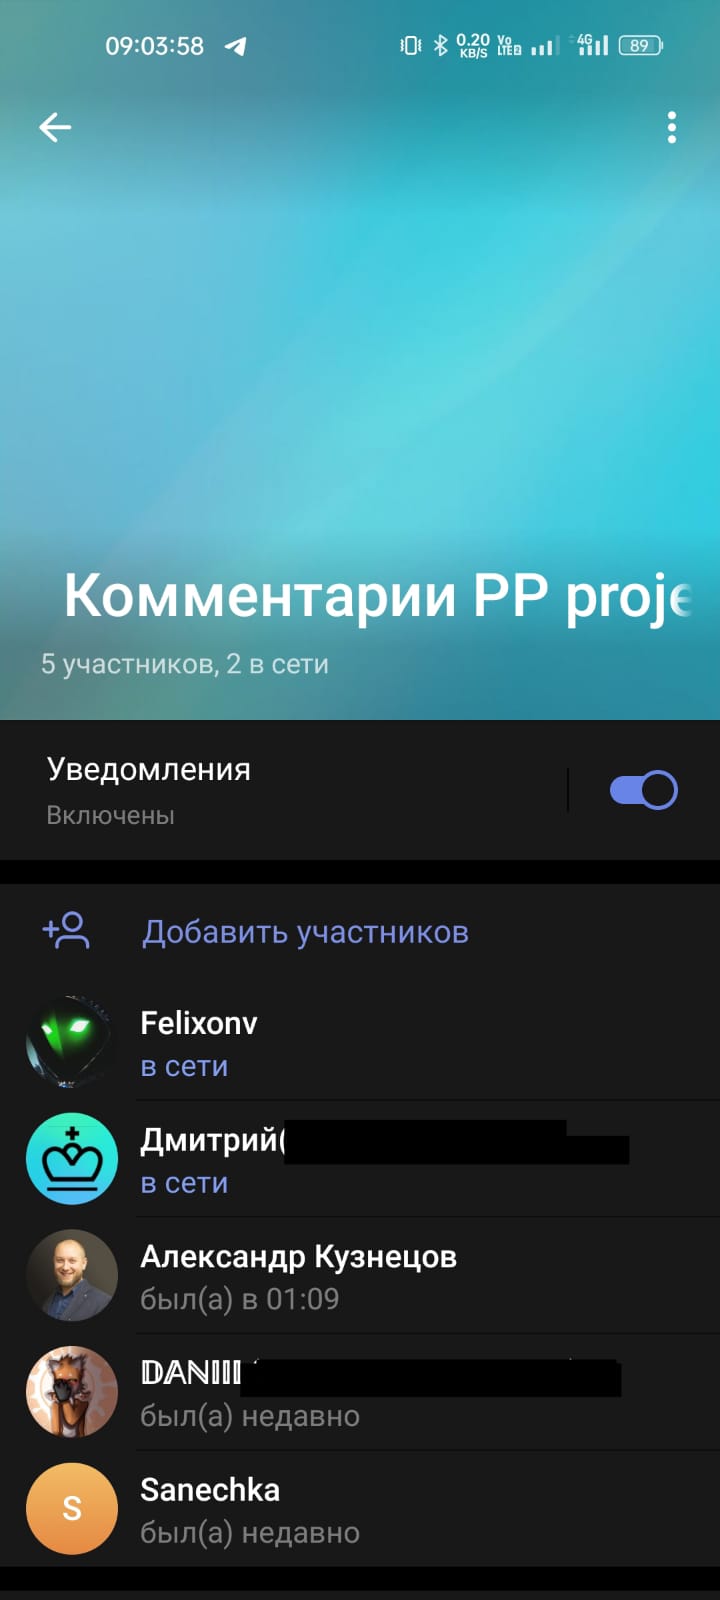 09:03:58 0.20 KB/S Vo LTE 2 4G 89
Комментарии PP proje
5 участников, 2 в сети
Уведомления
Включены
Добавить участников
Felixonv
в сети
Дмитрий(
в сети
Александр Кузнецов
был(а) в 01:09
𝔻𝔸ℕ𝕀𝕀𝕀
был(а) недавно
S
Sanechka
был(а) недавно